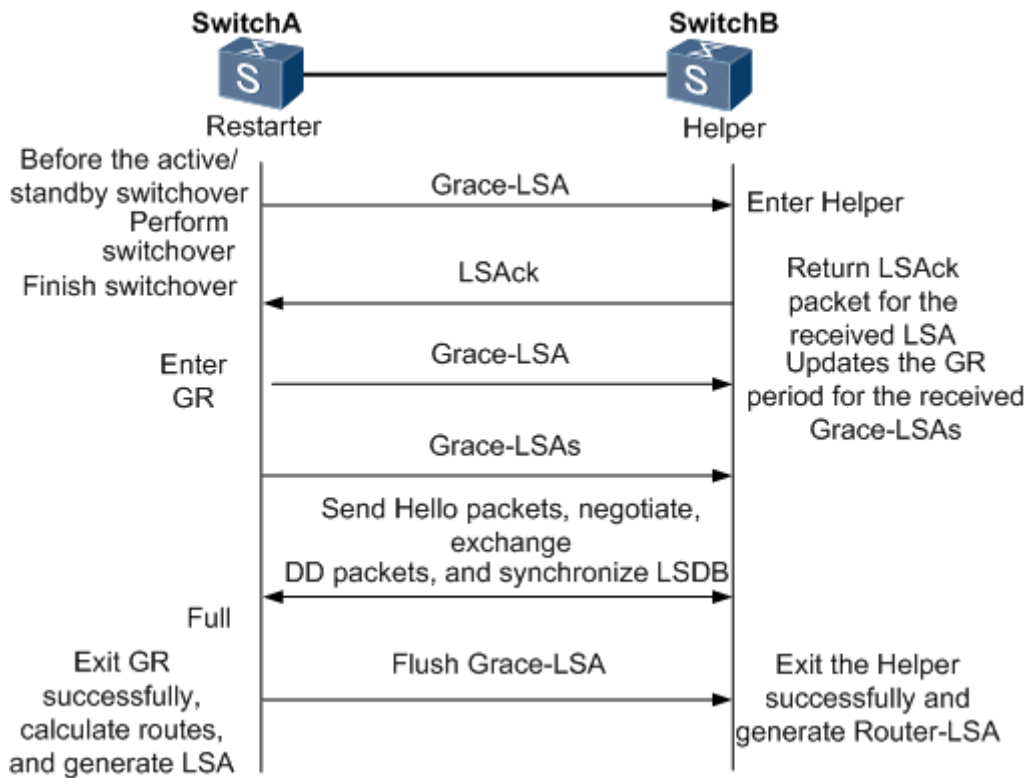 SwitchA
SwitchB
S
S
Restarter
Helper
Before the active/
standby switchover
Grace-LSA
Enter Helper
Perform
switchover
Finish switchover
LSAck
Return LSAck
packet for the
received LSA
Enter
GR
Grace-LSA
Updates the GR
period for the received
Grace-LSAs
Grace-LSAs
Send Hello packets, negotiate,
exchange
DD packets, and synchronize LSDB
Full
Exit GR
successfully,
calculate routes,
and generate LSA
Flush Grace-LSA
Exit the Helper
successfully and
generate Router-LSA